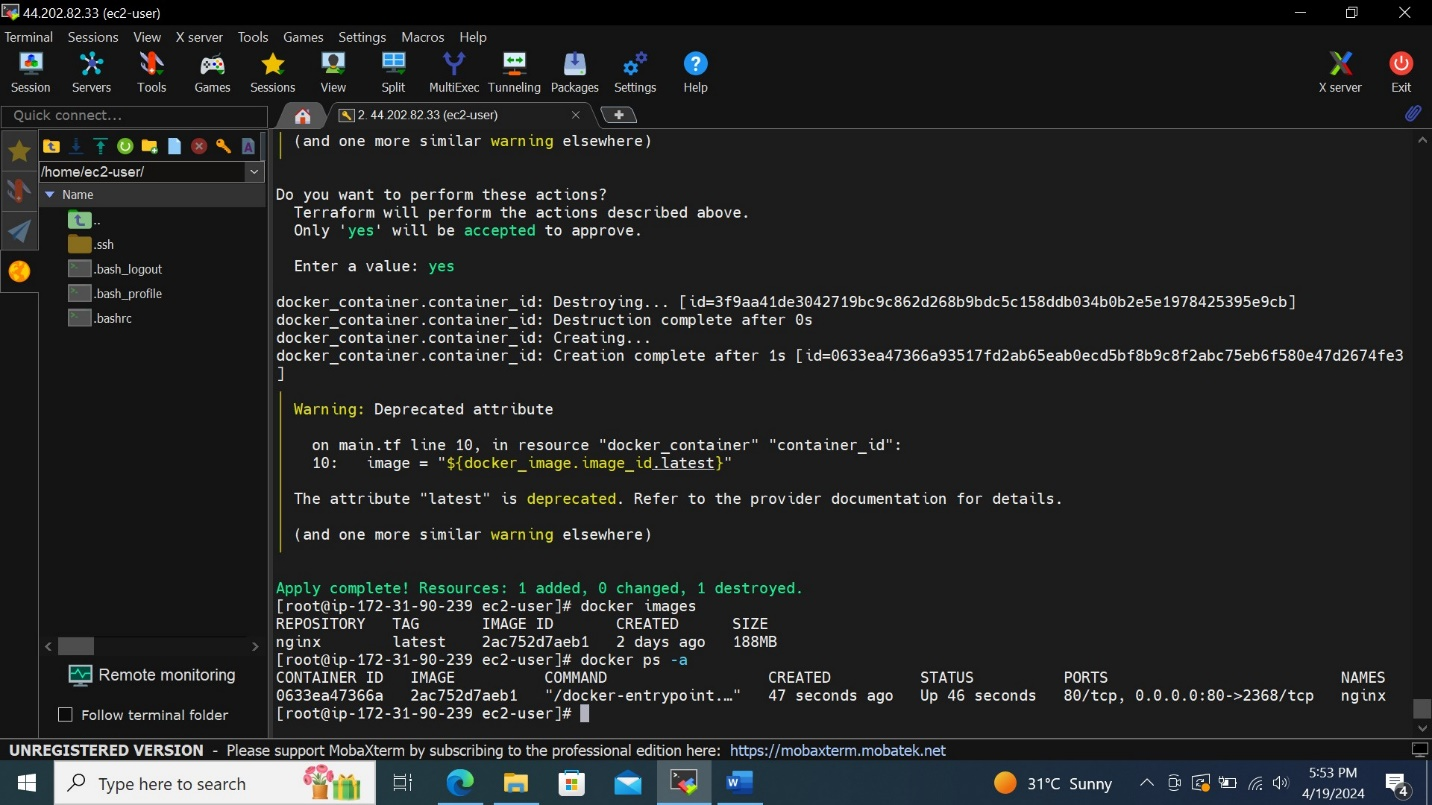 44.202.82.33 (ec2-user)
Terminal Sessions View X server Tools Games Settings Macros Help
Session Servers Tools Games Sessions View Split MultiExec Tunneling Packages Settings Help X server Exit
Quick connect...
2. 44.202.82.33 (ec2-user)
/home/ec2-user/
Name
..
.ssh
.bash_logout
.bash_profile
.bashrc
Remote monitoring
Follow terminal folder
(and one more similar warning elsewhere)
Do you want to perform these actions?
Terraform will perform the actions described above.
Only 'yes' will be accepted to approve.
Enter a value: yes
docker_container.container_id: Destroying... [id=3f9aa41de3042719bc9c862d268b9bdc5c158ddb034b0b2e5e1978425395e9cb]
docker_container.container_id: Destruction complete after 0s
docker_container.container_id: Creating...
docker_container.container_id: Creation complete after 1s [id=0633ea47366a93517fd2ab65eab0ecd5bf8b9c8f2abc75eb6f580e47d2674fe3
]
Warning: Deprecated attribute
on main.tf line 10, in resource "docker_container" "container_id":
10: image = "${docker_image.image_id.latest}"
The attribute "latest" is deprecated. Refer to the provider documentation for details.
(and one more similar warning elsewhere)
Apply complete! Resources: 1 added, 0 changed, 1 destroyed.
[root@ip-172-31-90-239 ec2-user]# docker images
REPOSITORY TAG IMAGE ID CREATED SIZE
nginx latest 2ac752d7aeb1 2 days ago 188MB
[root@ip-172-31-90-239 ec2-user]# docker ps -a
CONTAINER ID IMAGE COMMAND CREATED STATUS PORTS NAMES
0633ea47366a 2ac752d7aeb1 "/docker-entrypoint.…" 47 seconds ago Up 46 seconds 80/tcp, 0.0.0.0:80->2368/tcp nginx
[root@ip-172-31-90-239 ec2-user]#
UNREGISTERED VERSION - Please support MobaXterm by subscribing to the professional edition here: https://mobaxterm.mobatek.net
Type here to search
31°C Sunny
5:53 PM
4/19/2024
4